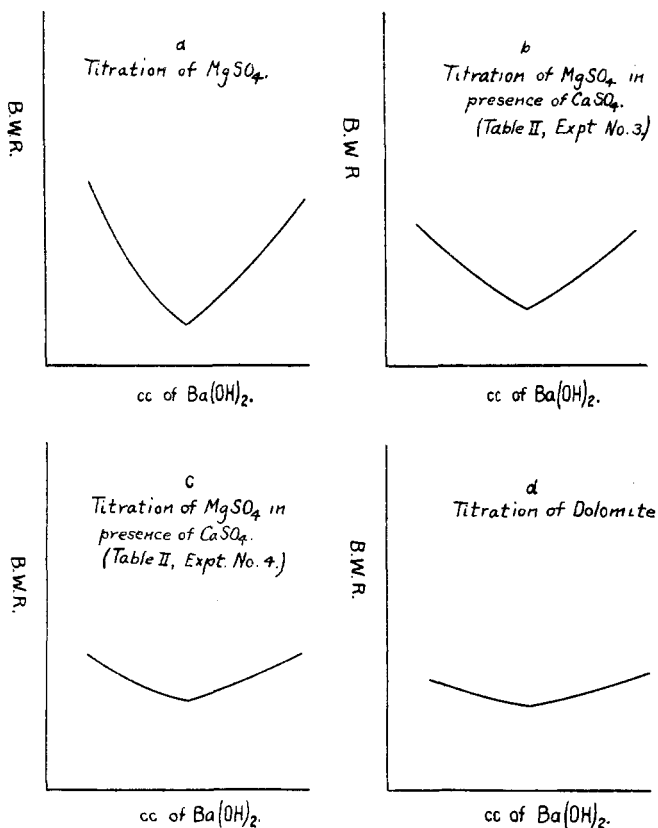 a
Titration of MgSO₄.
B.W.R.
cc of Ba(OH)₂.
b
Titration of MgSO₄ in
presence of CaSO₄.
(Table II, Expt No. 3.)
B.W.R
cc of Ba(OH)₂.
c
Titration of MgSO₄ in
presence of CaSO₄.
(Table II, Expt. No. 4.)
B.W.R.
cc of Ba(OH)₂.
d
Titration of Dolomite
B.W.R.
cc of Ba(OH)₂.